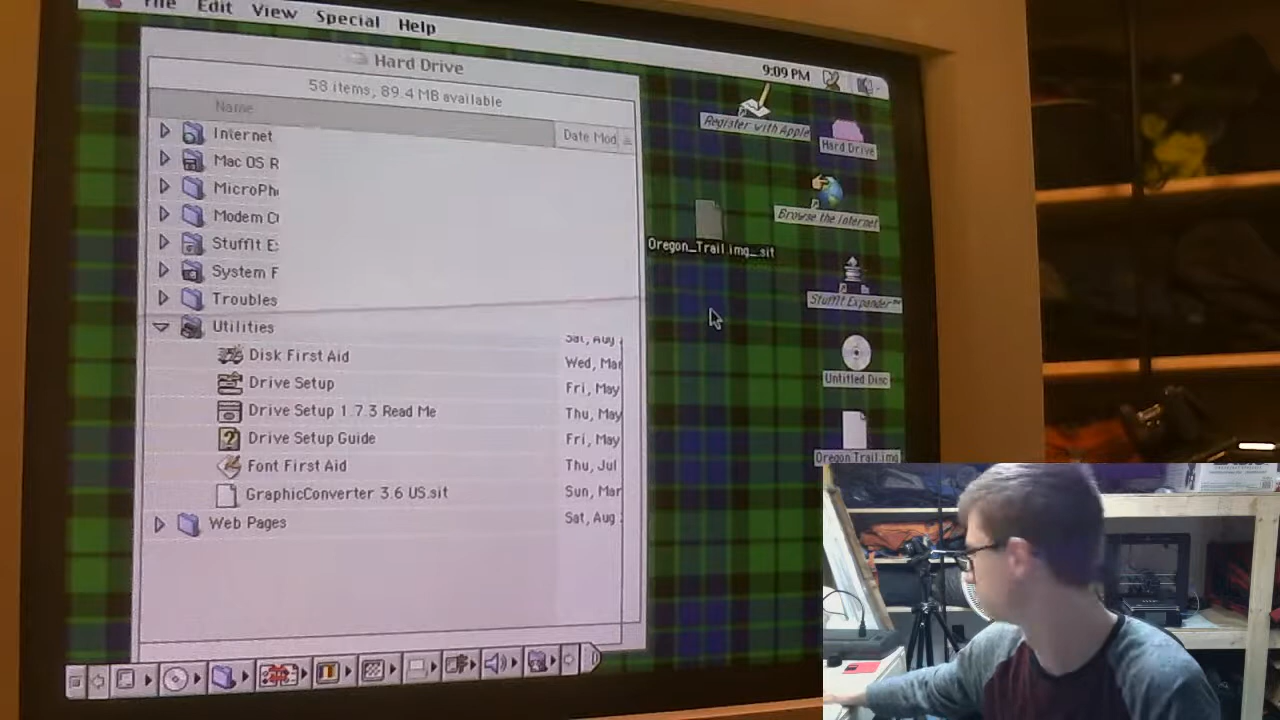 File Edit View Special Help
9:09 PM
Hard Drive
58 items, 89.4 MB available
Name
Date Mod
Internet
Mac OS R
MicroPh
Modem Cu
StuffIt E
System F
Troubles
Utilities
Sat, Aug
Disk First Aid Wed, Mar
Drive Setup Fri, May
Drive Setup 1.7.3 Read Me Thu, May
Drive Setup Guide Fri, May
Font First Aid Thu, Jul
GraphicConverter 3.6 US.sit Sun, Mar
Web Pages Sat, Aug
Register with Apple
Hard Drive
Browse the Internet
Oregon_Trail.img_.sit
StuffIt Expander™
Untitled Disc
Oregon Trail.img